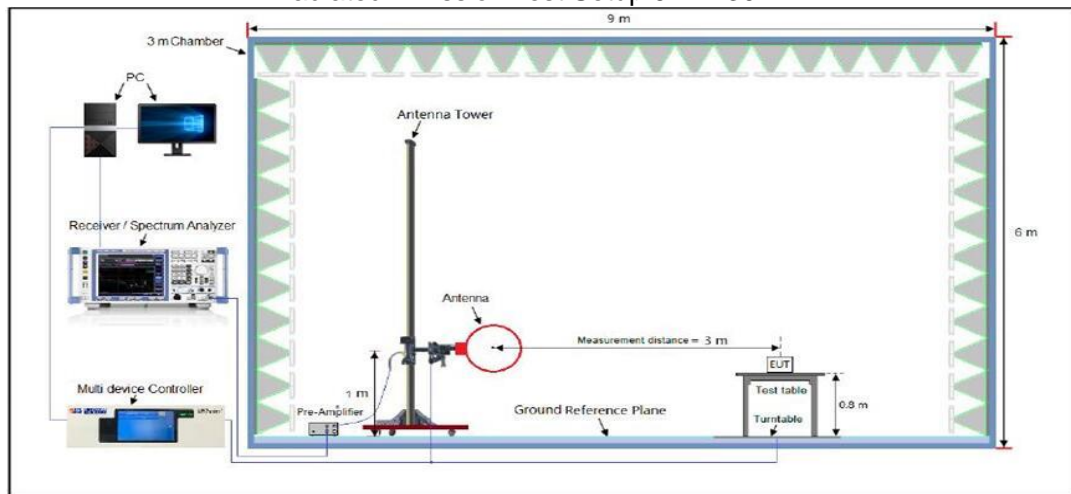 9 m
3 m Chamber
PC
Antenna Tower
Receiver / Spectrum Analyzer
6 m
Antenna
Measurement distance = 3 m
EUT
Multi device Controller
1 m
Test table
0.8 m
Pre-Amplifier
Ground Reference Plane
Turntable